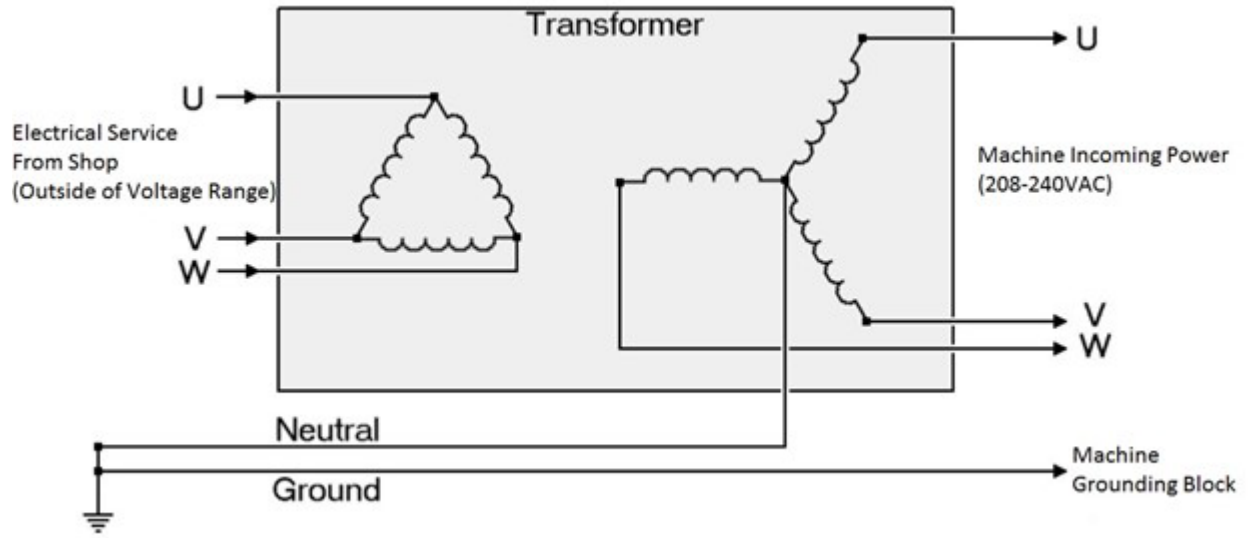 Transformer
U
U
Electrical Service
From Shop
(Outside of Voltage Range)
Machine Incoming Power
(208-240VAC)
V
W
V
W
Neutral
Ground
Machine
Grounding Block